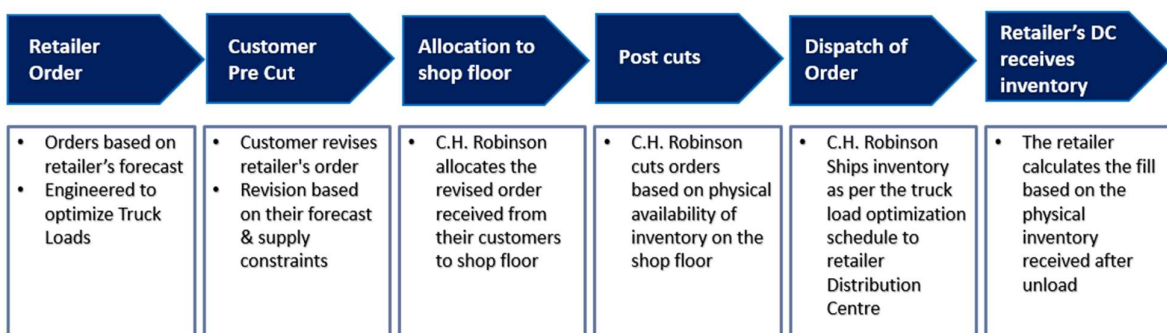 Retailer
Order
Customer
Pre Cut
Allocation to
shop floor
Post cuts
Dispatch of
Order
Retailer's DC
receives
inventory
• Orders based on
retailer's forecast
• Engineered to
optimize Truck
Loads
• Customer revises
retailer's order
• Revision based
on their forecast
& supply
constraints
• C.H. Robinson
allocates the
revised order
received from
their customers
to shop floor
• C.H. Robinson
cuts orders
based on physical
availability of
inventory on the
shop floor
• C.H. Robinson
Ships inventory
as per the truck
load optimization
schedule to
retailer
Distribution
Centre
• The retailer
calculates the fill
based on the
physical
inventory
received after
unload